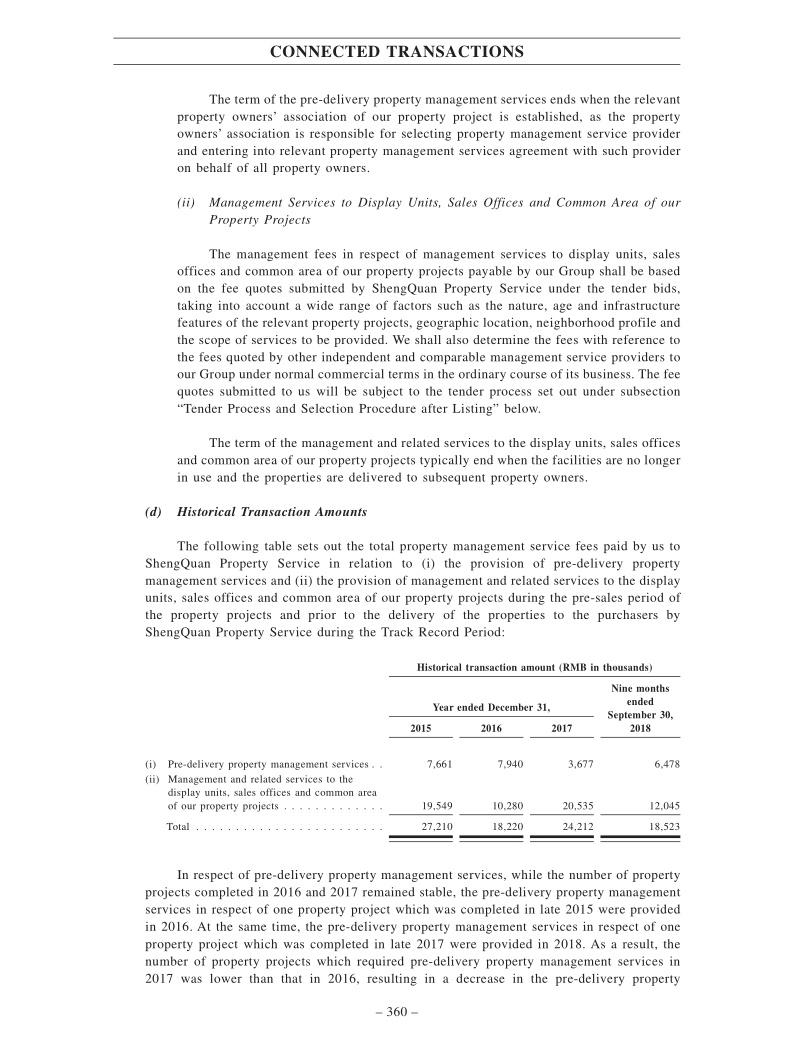 CONNECTED TRANSACTIONS
The term of the pre-delivery property management services ends when the relevant
property owners’ association of our property project is established, as the property
owners’ association is responsible for selecting property management service provider
and entering into relevant property management services agreement with such provider
on behalf of all property owners.
(ii) Management Services to Display Units, Sales Offices and Common Area of our
Property Projects
The management fees in respect of management services to display units, sales
offices and common area of our property projects payable by our Group shall be based
on the fee quotes submitted by ShengQuan Property Service under the tender bids,
taking into account a wide range of factors such as the nature, age and infrastructure
features of the relevant property projects, geographic location, neighborhood profile and
the scope of services to be provided. We shall also determine the fees with reference to
the fees quoted by other independent and comparable management service providers to
our Group under normal commercial terms in the ordinary course of its business. The fee
quotes submitted to us will be subject to the tender process set out under subsection
“Tender Process and Selection Procedure after Listing” below.
The term of the management and related services to the display units, sales offices
and common area of our property projects typically end when the facilities are no longer
in use and the properties are delivered to subsequent property owners.
(d) Historical Transaction Amounts
The following table sets out the total property management service fees paid by us to
ShengQuan Property Service in relation to (i) the provision of pre-delivery property
management services and (ii) the provision of management and related services to the display
units, sales offices and common area of our property projects during the pre-sales period of
the property projects and prior to the delivery of the properties to the purchasers by
ShengQuan Property Service during the Track Record Period:
Historical transaction amount (RMB in thousands)
Year ended December 31,
Nine months
ended
September 30,
2015 2016 2017 2018
(i) Pre-delivery property management services . . 7,661 7,940 3,677 6,478
(ii) Management and related services to the
display units, sales offices and common area
of our property projects . . . . . . . . . . . . . 19,549 10,280 20,535 12,045
Total . . . . . . . . . . . . . . . . . . . . . . . . 27,210 18,220 24,212 18,523
In respect of pre-delivery property management services, while the number of property
projects completed in 2016 and 2017 remained stable, the pre-delivery property management
services in respect of one property project which was completed in late 2015 were provided
in 2016. At the same time, the pre-delivery property management services in respect of one
property project which was completed in late 2017 were provided in 2018. As a result, the
number of property projects which required pre-delivery property management services in
2017 was lower than that in 2016, resulting in a decrease in the pre-delivery property
– 360 –